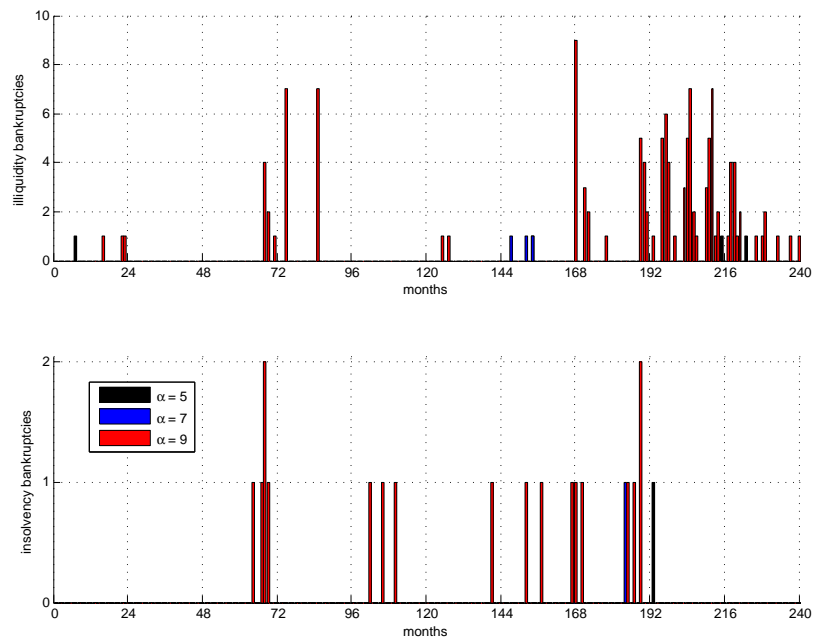 10
8
6
4
2
0
illiquidity bankruptcies
0 24 48 72 96 120 144 168 192 216 240
months
2
1
0
insolvency bankruptcies
α = 5
α = 7
α = 9
0 24 48 72 96 120 144 168 192 216 240
months